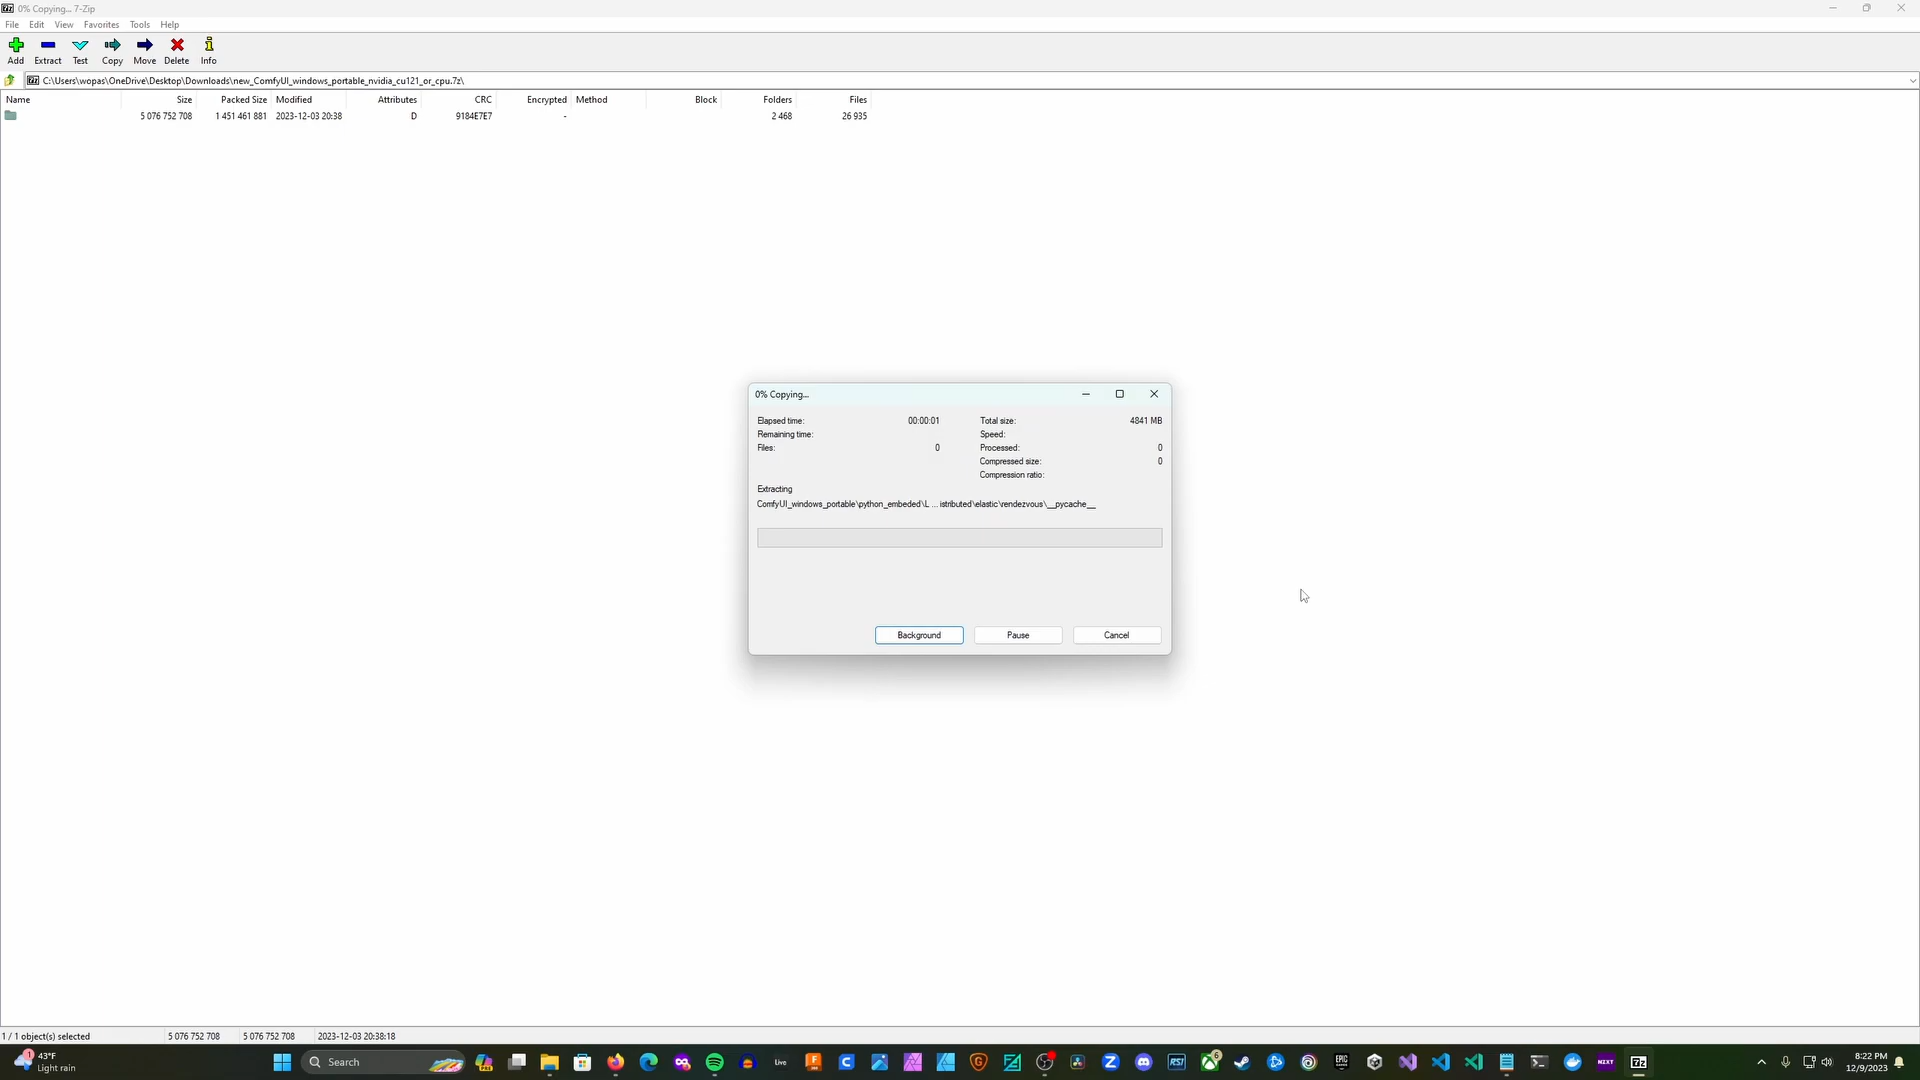 0% Copying... 7-Zip
File Edit View Favorites Tools Help
Add Extract Test Copy Move Delete Info
C:\Users\wopas\OneDrive\Desktop\Downloads\new_ComfyUI_windows_portable_nvidia_cu121_or_cpu.7z\
Name Size Packed Size Modified Attributes CRC Encrypted Method Block Folders Files
5 076 752 708 1 451 461 881 2023-12-03 20:38 D 9184E7E7 - 2 468 26 935
0% Copying...
Elapsed time: 00:00:01 Total size: 4841 MB
Remaining time: Speed:
Files: 0 Processed: 0
Compressed size: 0
Compression ratio:
Extracting
ComfyUI_windows_portable\python_embeded\L ... istributed\elastic\rendezvous\__pycache__
Background Pause Cancel
1 / 1 object(s) selected 5 076 752 708 5 076 752 708 2023-12-03 20:38:18
43°F
Light rain
Search
Live
RSI
EPIC
NZXT
8:22 PM
12/9/2023